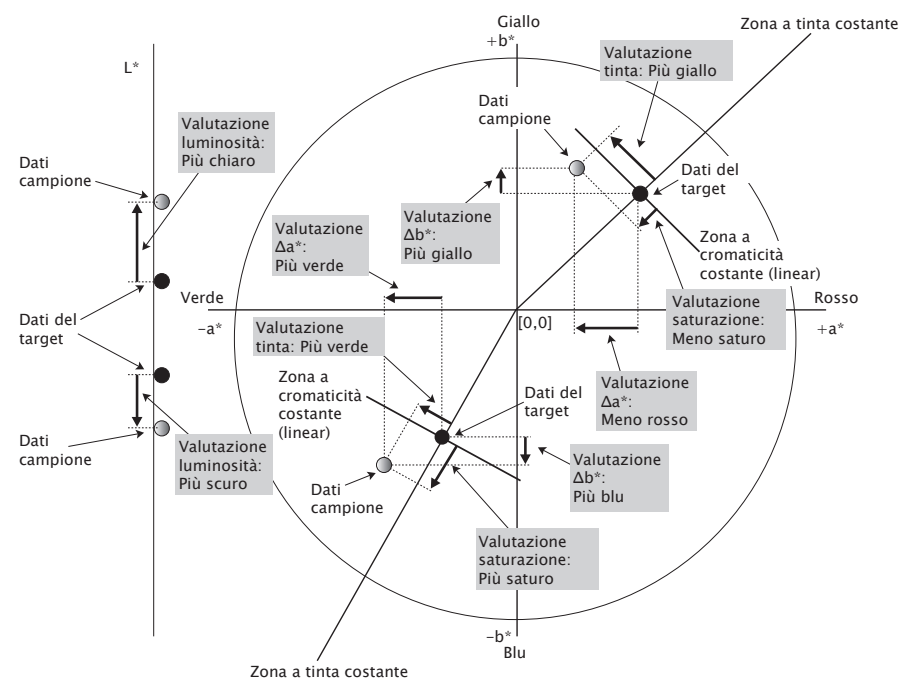 Giallo
+b*
Zona a tinta costante
L*
Valutazione
tinta: Più giallo
Dati
campione
Valutazione
luminosità:
Più chiaro
Dati
campione
Dati del
target
Valutazione
Δb*:
Più giallo
Valutazione
Δa*:
Più verde
Zona a
cromaticità
costante (linear)
Verde
−a*
[0,0]
Rosso
+a*
Valutazione
saturazione:
Meno saturo
Dati del
target
Valutazione
tinta: Più verde
Zona a
cromaticità
costante
(linear)
Dati del
target
Valutazione
Δa*:
Meno rosso
Dati
campione
Valutazione
luminosità:
Più scuro
Valutazione
Δb*:
Più blu
Dati
campione
Valutazione
saturazione:
Più saturo
−b*
Blu
Zona a tinta costante